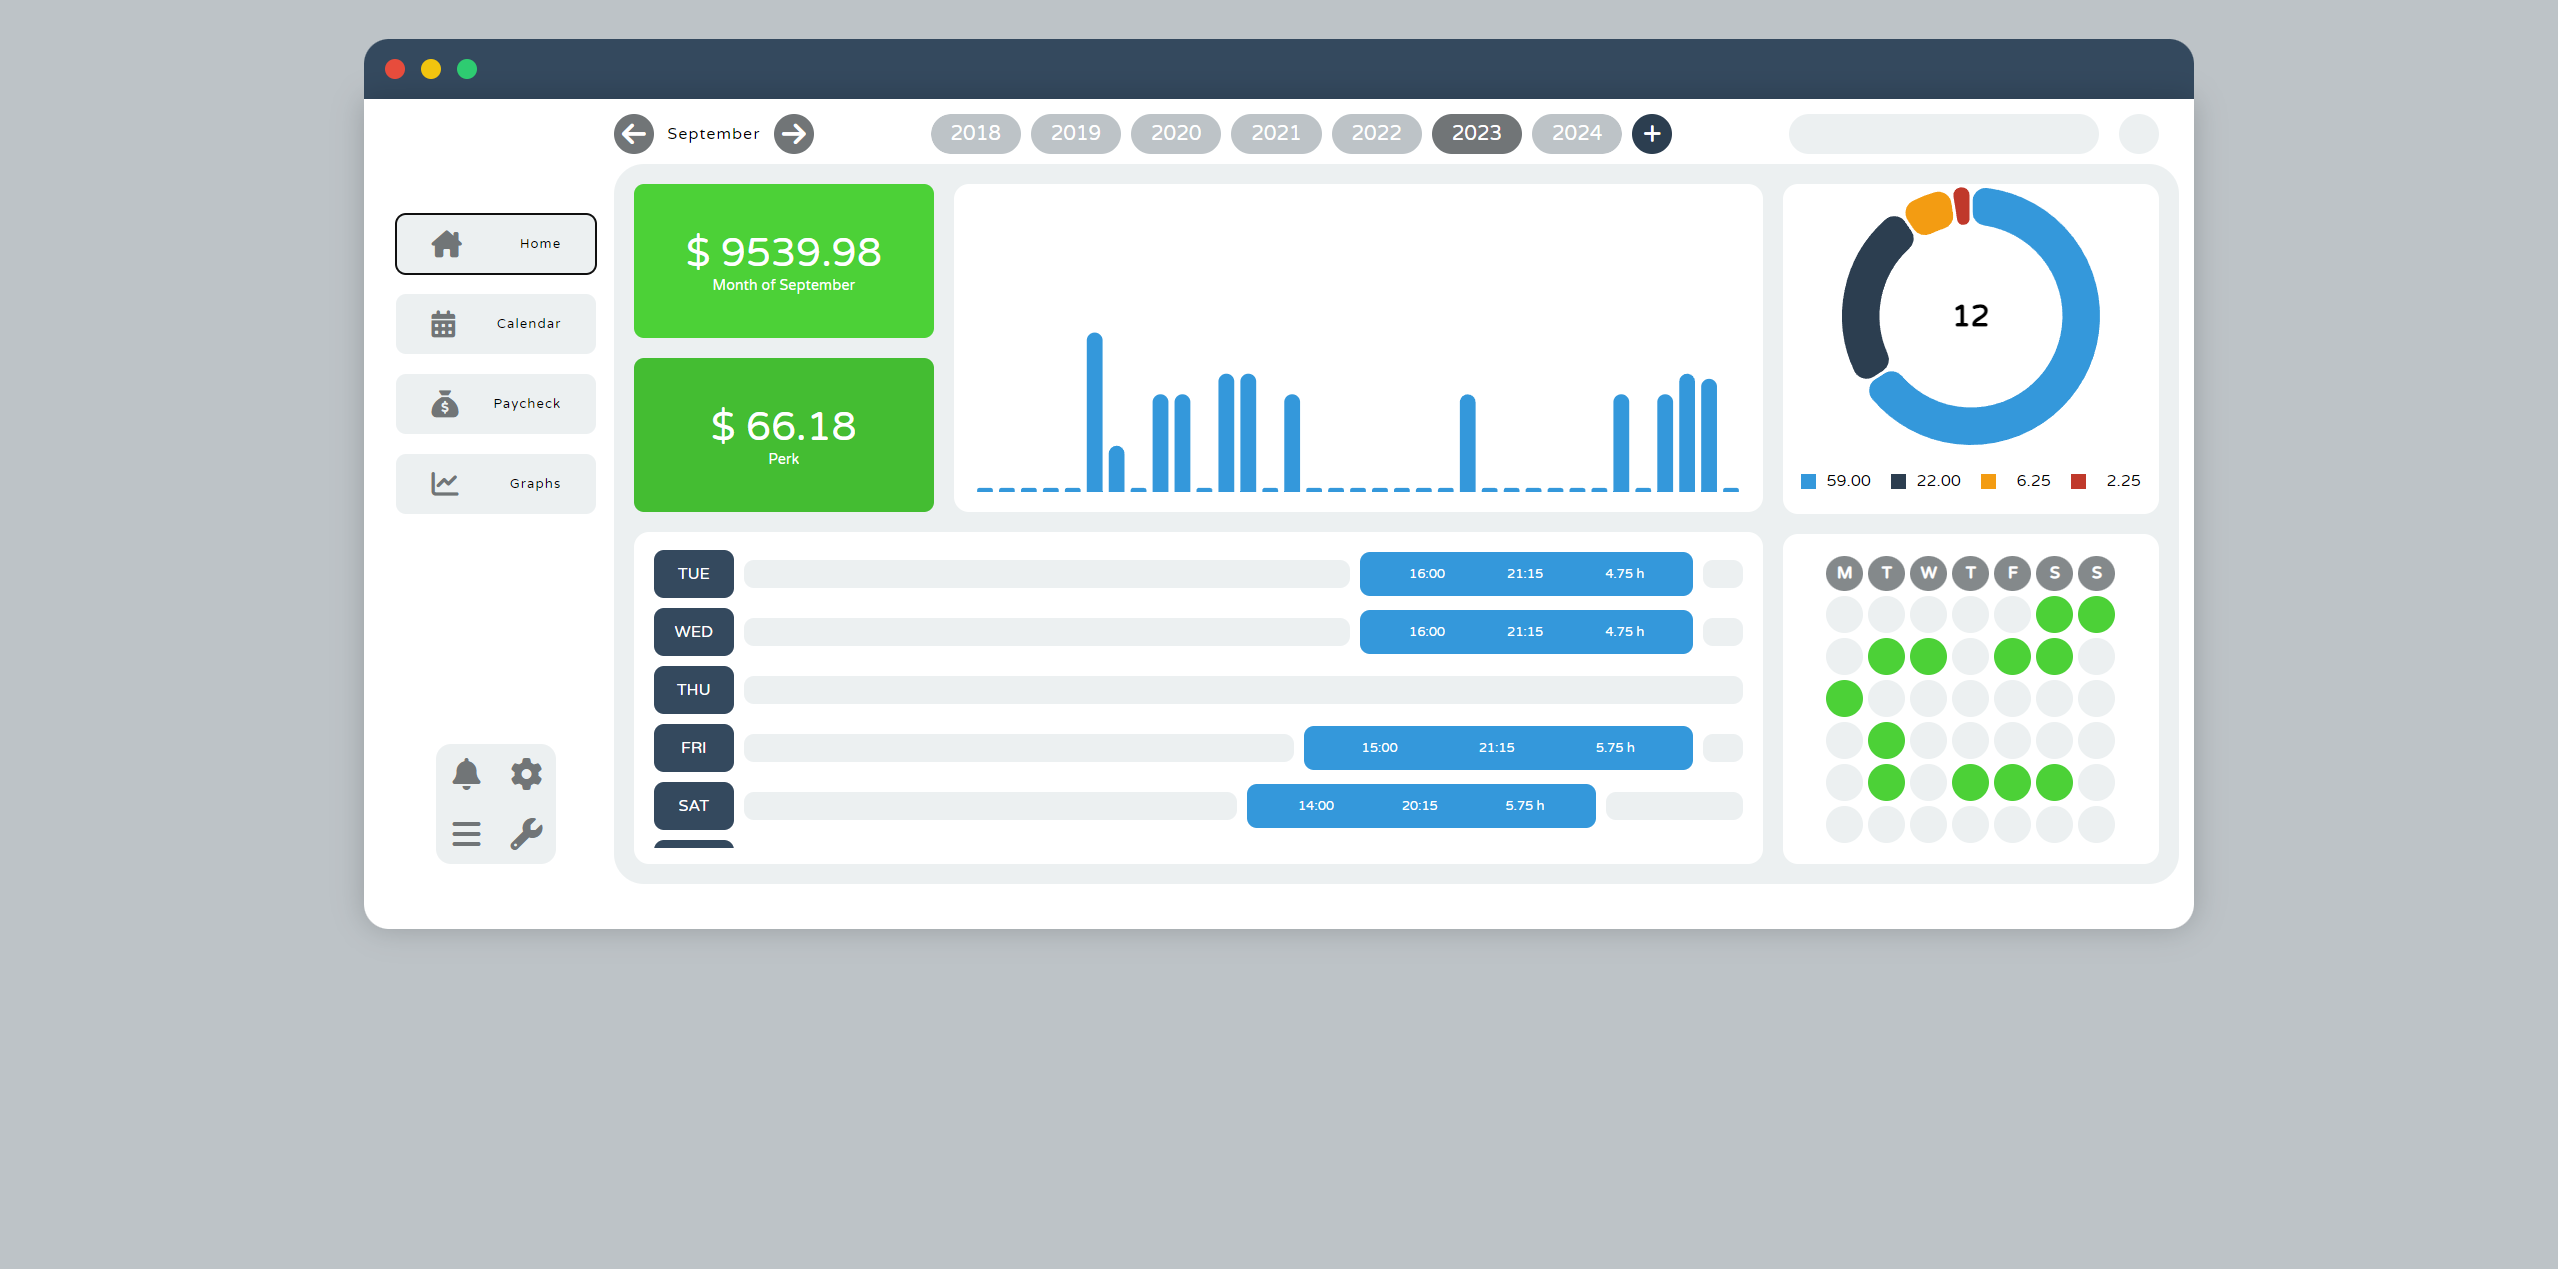 September
2018 2019 2020 2021 2022 2023 2024 +
Home
Calendar
Paycheck
Graphs
$ 9539.98
Month of September
$ 66.18
Perk
12
59.00 22.00 6.25 2.25
TUE 16:00 21:15 4.75 h
WED 16:00 21:15 4.75 h
THU
FRI 15:00 21:15 5.75 h
SAT 14:00 20:15 5.75 h
M T W T F S S